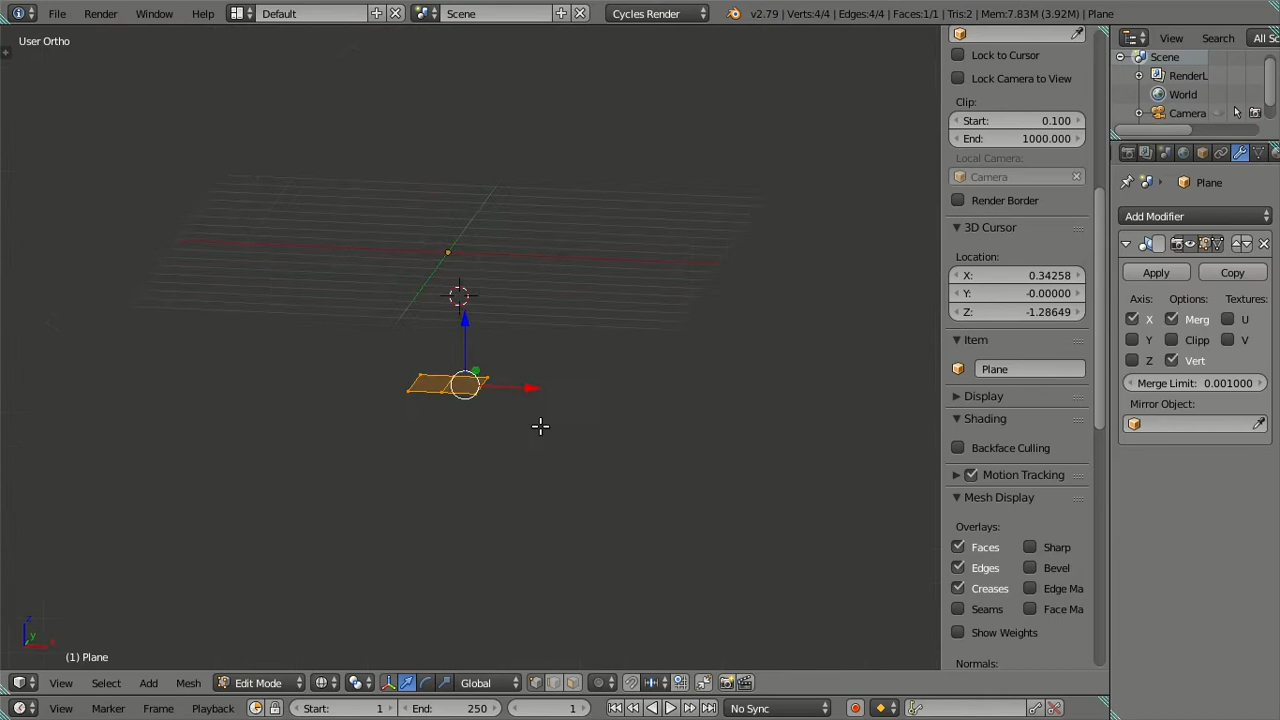 File Render Window Help Default Scene Cycles Render v2.79 | Verts:4/4 | Edges:4/4 | Faces:1/1 | Tris:2 | Mem:7.83M (3.92M) | Plane
User Ortho
Lock to Cursor
Lock Camera to View
Clip:
Start: 0.100
End: 1000.000
Local Camera:
Camera
Render Border
3D Cursor
Location:
X: 0.34258
Y: -0.00000
Z: -1.28649
Item
Plane
Display
Shading
Backface Culling
Motion Tracking
Mesh Display
Overlays:
Faces Sharp
Edges Bevel
Creases Edge Ma
Seams Face Ma
Show Weights
Normals:
View Search All Sc
Scene
RenderL
World
Camera
Plane
Add Modifier
Apply Copy
Axis: Options: Textures:
X Merg U
Y Clipp V
Z Vert
Merge Limit: 0.001000
Mirror Object:
z
y
x
(1) Plane
View Select Add Mesh Edit Mode Global
View Marker Frame Playback Start: 1 End: 250 1 No Sync